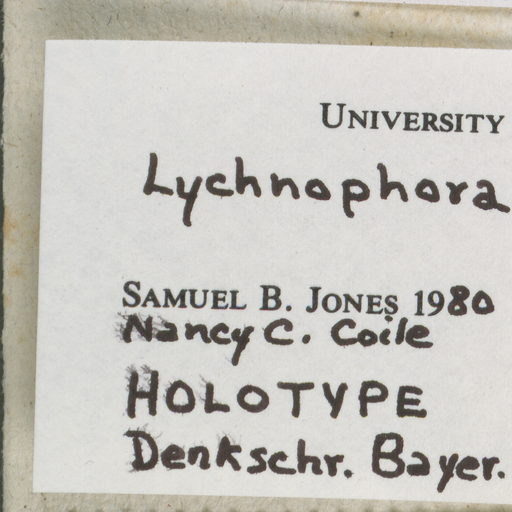 UNIVERSITY
Lychnophora
SAMUEL B. JONES 1980
Nancy C. Coile
HOLOTYPE
Denkschr. Bayer.